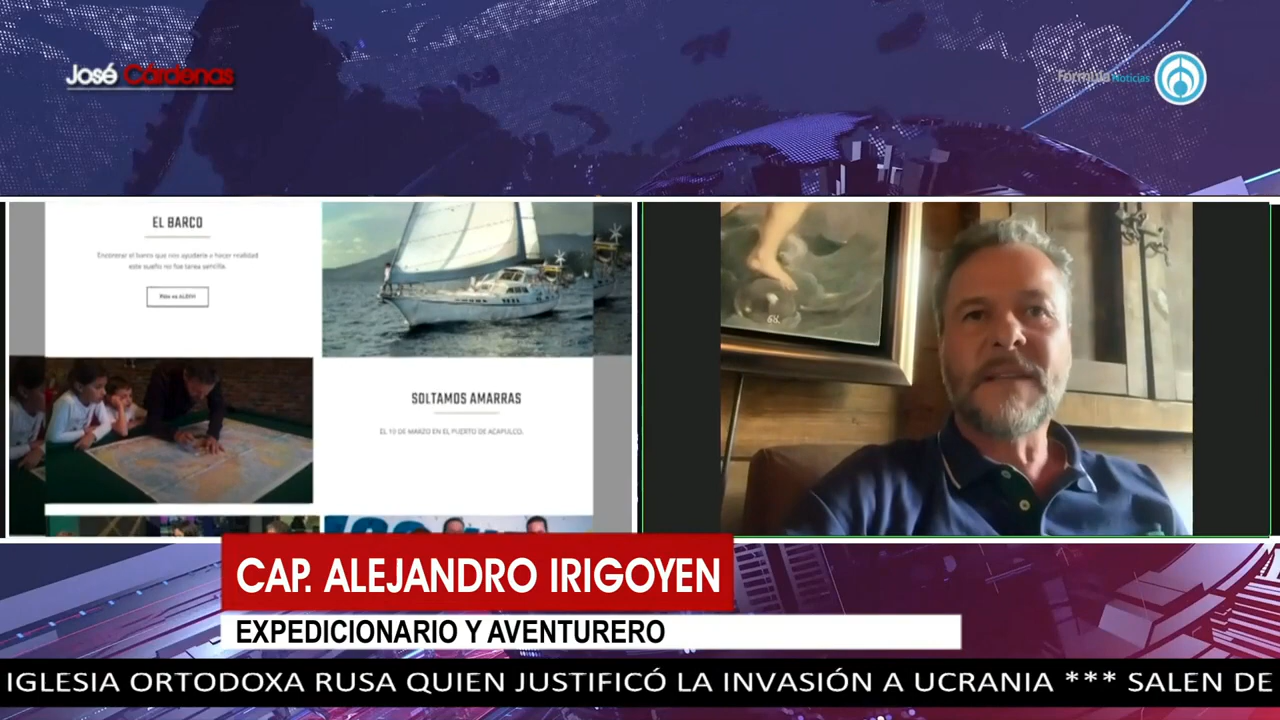 José Cárdenas
Fórmula Noticias
EL BARCO
Encontrar el barco que nos ayudaría a hacer realidad
este sueño no fue tarea sencilla.
SOLTAMOS AMARRAS
EL 10 DE MARZO EN EL PUERTO DE ACAPULCO.
CAP. ALEJANDRO IRIGOYEN
EXPEDICIONARIO Y AVENTURERO
IGLESIA ORTODOXA RUSA QUIEN JUSTIFICÓ LA INVASIÓN A UCRANIA *** SALEN DE